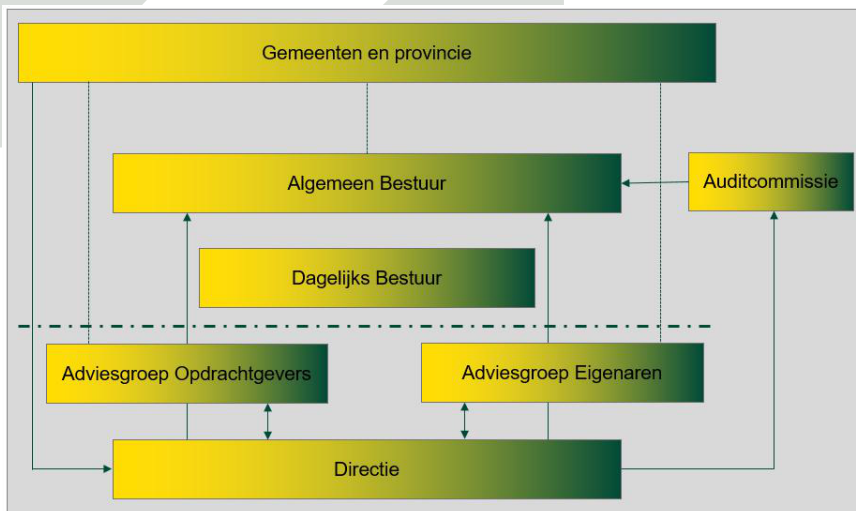 Gemeenten en provincie
Algemeen Bestuur
Auditcommissie
Dagelijks Bestuur
Adviesgroep Opdrachtgevers
Adviesgroep Eigenaren
Directie